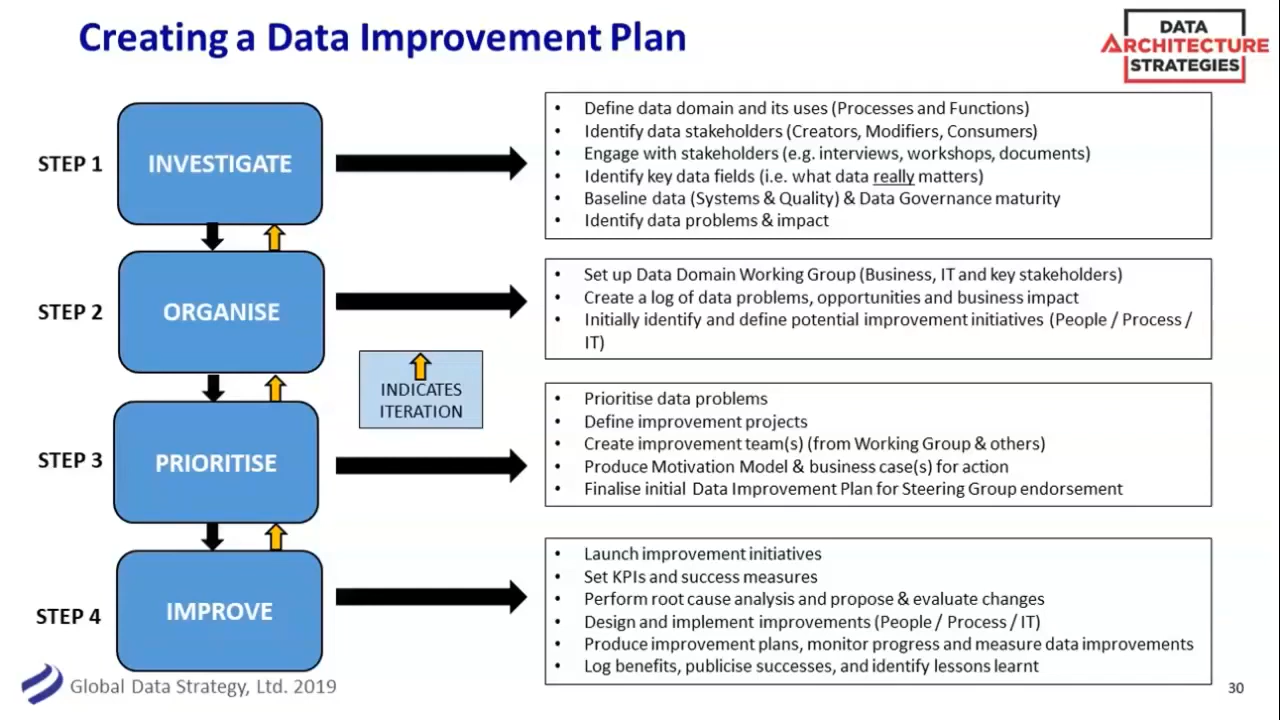 Creating a Data Improvement Plan
DATA
ARCHITECTURE
STRATEGIES
STEP 1
INVESTIGATE
• Define data domain and its uses (Processes and Functions)
• Identify data stakeholders (Creators, Modifiers, Consumers)
• Engage with stakeholders (e.g. interviews, workshops, documents)
• Identify key data fields (i.e. what data really matters)
• Baseline data (Systems & Quality) & Data Governance maturity
• Identify data problems & impact
STEP 2
ORGANISE
• Set up Data Domain Working Group (Business, IT and key stakeholders)
• Create a log of data problems, opportunities and business impact
• Initially identify and define potential improvement initiatives (People / Process /
IT)
INDICATES
ITERATION
STEP 3
PRIORITISE
• Prioritise data problems
• Define improvement projects
• Create improvement team(s) (from Working Group & others)
• Produce Motivation Model & business case(s) for action
• Finalise initial Data Improvement Plan for Steering Group endorsement
STEP 4
IMPROVE
• Launch improvement initiatives
• Set KPIs and success measures
• Perform root cause analysis and propose & evaluate changes
• Design and implement improvements (People / Process / IT)
• Produce improvement plans, monitor progress and measure data improvements
• Log benefits, publicise successes, and identify lessons learnt
Global Data Strategy, Ltd. 2019
30